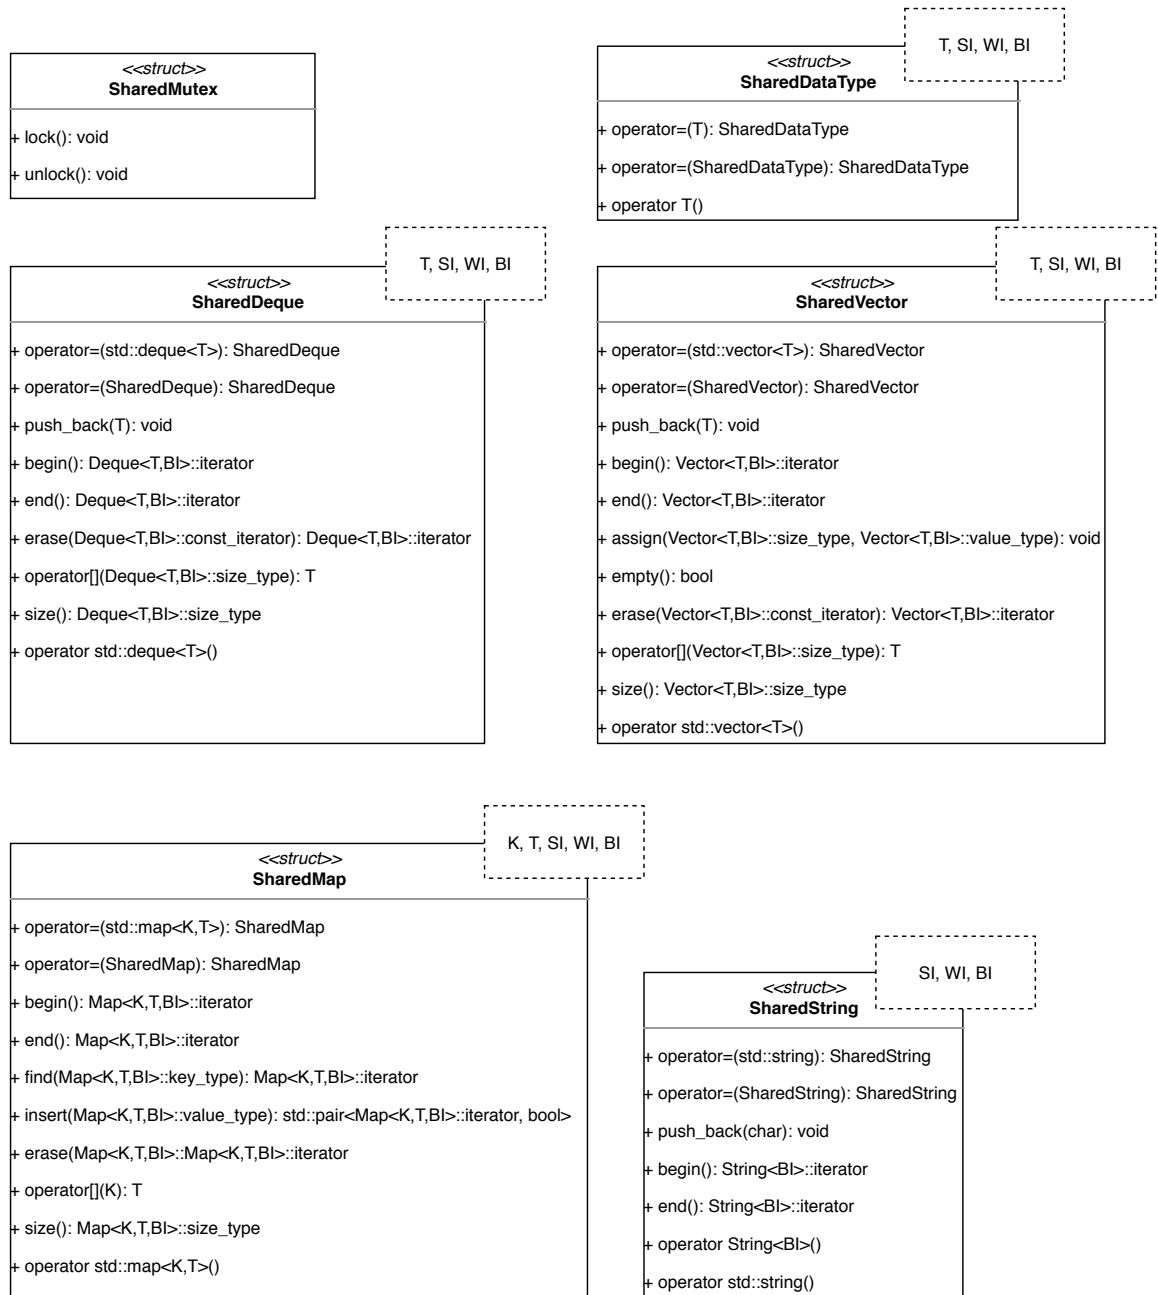 <<struct>>
SharedMutex
+ lock(): void
+ unlock(): void
T, SI, WI, BI
<<struct>>
SharedDataType
+ operator=(T): SharedDataType
+ operator=(SharedDataType): SharedDataType
+ operator T()
T, SI, WI, BI
<<struct>>
SharedDeque
+ operator=(std::deque<T>): SharedDeque
+ operator=(SharedDeque): SharedDeque
+ push_back(T): void
+ begin(): Deque<T,BI>::iterator
+ end(): Deque<T,BI>::iterator
+ erase(Deque<T,BI>::const_iterator): Deque<T,BI>::iterator
+ operator[](Deque<T,BI>::size_type): T
+ size(): Deque<T,BI>::size_type
+ operator std::deque<T>()
T, SI, WI, BI
<<struct>>
SharedVector
+ operator=(std::vector<T>): SharedVector
+ operator=(SharedVector): SharedVector
+ push_back(T): void
+ begin(): Vector<T,BI>::iterator
+ end(): Vector<T,BI>::iterator
+ assign(Vector<T,BI>::size_type, Vector<T,BI>::value_type): void
+ empty(): bool
+ erase(Vector<T,BI>::const_iterator): Vector<T,BI>::iterator
+ operator[](Vector<T,BI>::size_type): T
+ size(): Vector<T,BI>::size_type
+ operator std::vector<T>()
K, T, SI, WI, BI
<<struct>>
SharedMap
+ operator=(std::map<K,T>): SharedMap
+ operator=(SharedMap): SharedMap
+ begin(): Map<K,T,BI>::iterator
+ end(): Map<K,T,BI>::iterator
+ find(Map<K,T,BI>::key_type): Map<K,T,BI>::iterator
+ insert(Map<K,T,BI>::value_type): std::pair<Map<K,T,BI>::iterator, bool>
+ erase(Map<K,T,BI>::Map<K,T,BI>::iterator
+ operator[](K): T
+ size(): Map<K,T,BI>::size_type
+ operator std::map<K,T>()
SI, WI, BI
<<struct>>
SharedString
+ operator=(std::string): SharedString
+ operator=(SharedString): SharedString
+ push_back(char): void
+ begin(): String<BI>::iterator
+ end(): String<BI>::iterator
+ operator String<BI>()
+ operator std::string()